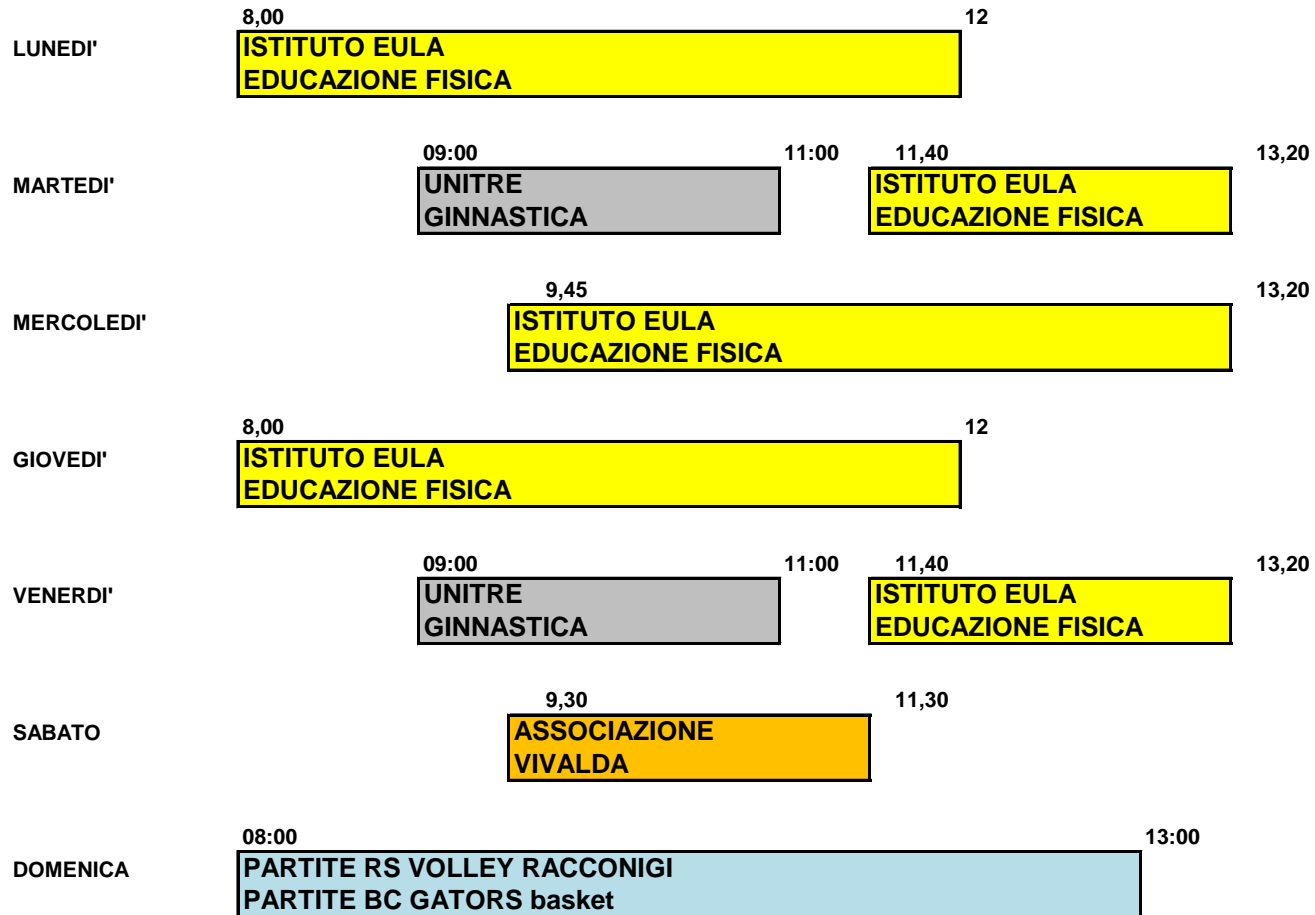 8,00 12
LUNEDI'
ISTITUTO EULA
EDUCAZIONE FISICA
09:00 11:00 11,40 13,20
MARTEDI'
UNITRE ISTITUTO EULA
GINNASTICA EDUCAZIONE FISICA
9,45 13,20
MERCOLEDI'
ISTITUTO EULA
EDUCAZIONE FISICA
8,00 12
GIOVEDI'
ISTITUTO EULA
EDUCAZIONE FISICA
09:00 11:00 11,40 13,20
VENERDI'
UNITRE ISTITUTO EULA
GINNASTICA EDUCAZIONE FISICA
9,30 11,30
SABATO
ASSOCIAZIONE
VIVALDA
08:00 13:00
DOMENICA
PARTITE RS VOLLEY RACCONIGI
PARTITE BC GATORS basket